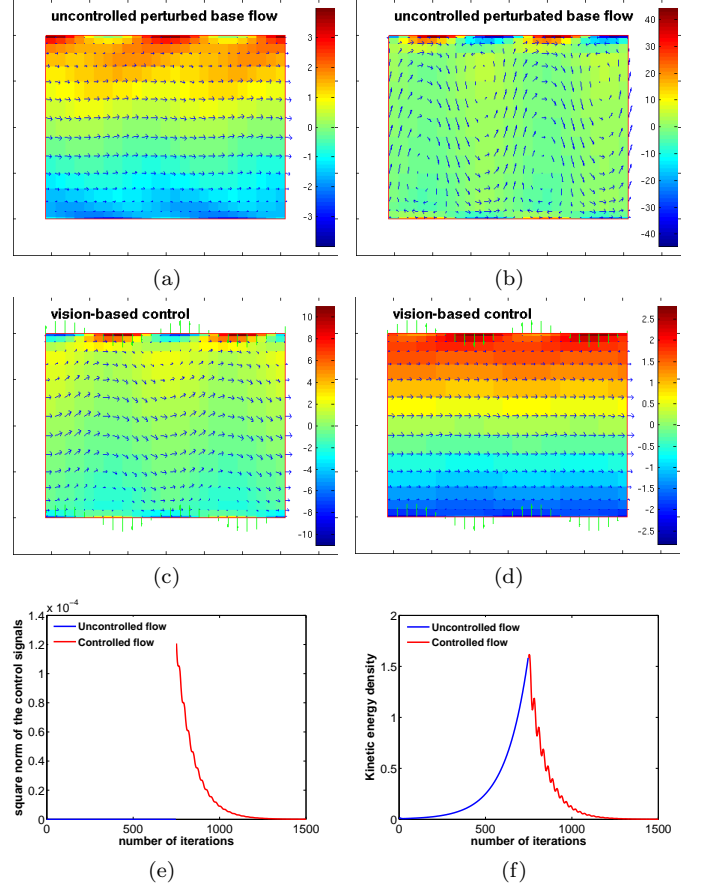 uncontrolled perturbed base flow
3
2
1
0
-1
-2
-3
(a)
uncontrolled perturbated base flow
40
30
20
10
0
-10
-20
-30
-40
(b)
vision-based control
10
8
6
4
2
0
-2
-4
-6
-8
-10
(c)
vision-based control
2.5
2
1.5
1
0.5
0
-0.5
-1
-1.5
-2
-2.5
(d)
x 10⁻⁴
1.4
1.2
1
0.8
0.6
0.4
0.2
0
square norm of the control signals
Uncontrolled flow
Controlled flow
0 500 1000 1500
number of iterations
(e)
2
1.5
1
0.5
0
Kinetic energy density
Uncontrolled flow
Controlled flow
0 500 1000 1500
number of iterations
(f)